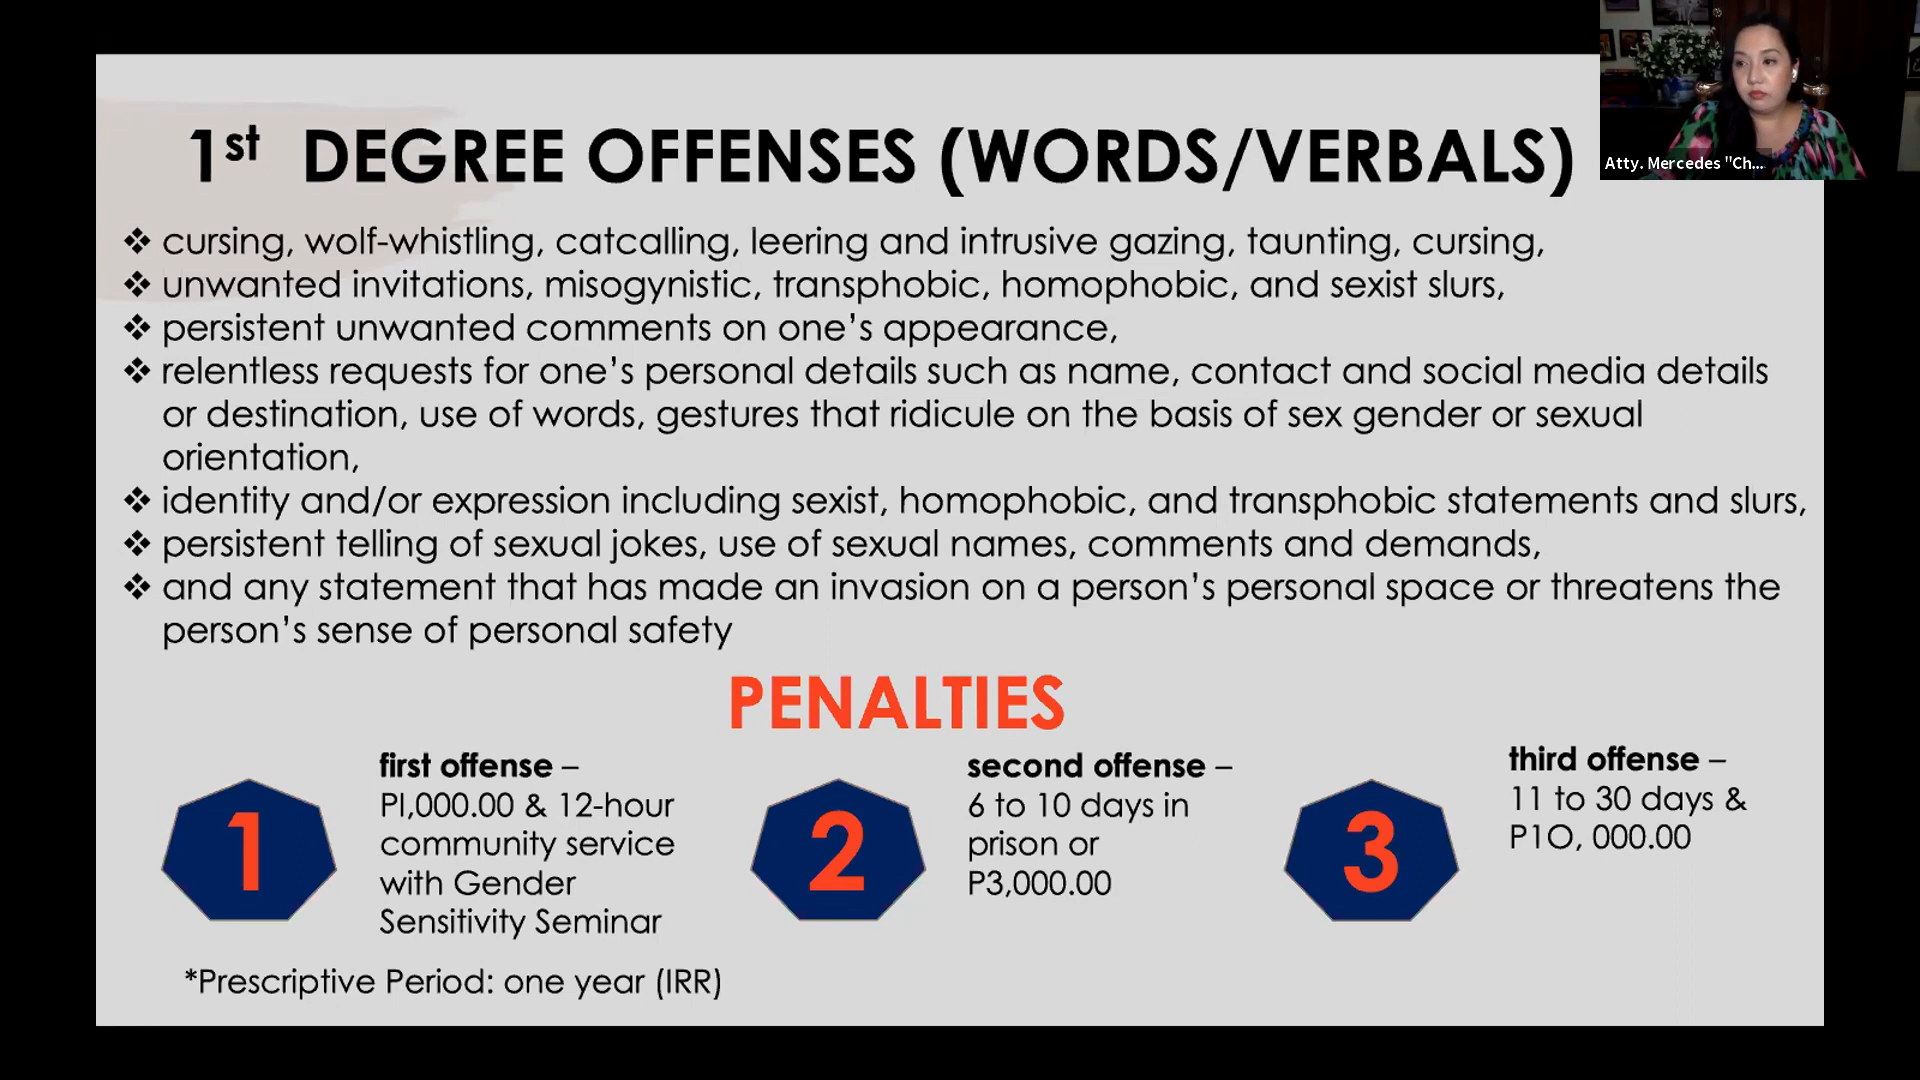 1st DEGREE OFFENSES (WORDS/VERBALS)
Atty. Mercedes "Ch...
❖ cursing, wolf-whistling, catcalling, leering and intrusive gazing, taunting, cursing,
❖ unwanted invitations, misogynistic, transphobic, homophobic, and sexist slurs,
❖ persistent unwanted comments on one’s appearance,
❖ relentless requests for one’s personal details such as name, contact and social media details
or destination, use of words, gestures that ridicule on the basis of sex gender or sexual
orientation,
❖ identity and/or expression including sexist, homophobic, and transphobic statements and slurs,
❖ persistent telling of sexual jokes, use of sexual names, comments and demands,
❖ and any statement that has made an invasion on a person’s personal space or threatens the
person’s sense of personal safety
PENALTIES
1
first offense –
Pl,000.00 & 12-hour
community service
with Gender
Sensitivity Seminar
2
second offense –
6 to 10 days in
prison or
P3,000.00
3
third offense –
11 to 30 days &
P1O, 000.00
*Prescriptive Period: one year (IRR)